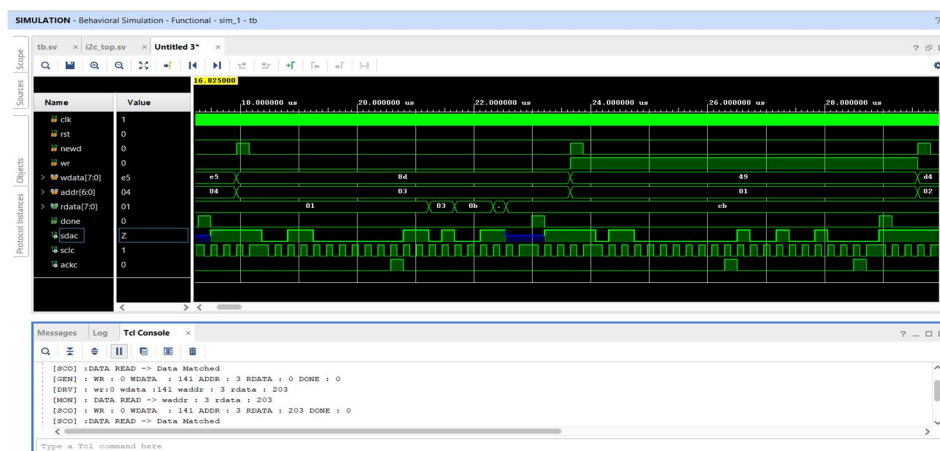 SIMULATION - Behavioral Simulation - Functional - sim_1 - tb ?
tb.sv × i2c_top.sv × Untitled 3* × ?
Scope
Sources
Objects
Protocol Instances
16.825000
18.000000 us 20.000000 us 22.000000 us 24.000000 us 26.000000 us 28.000000 us
Name Value
clk 1
rst 0
newd 0
wr 0
> wdata[7:0] e5 e5 8d 49 d4
> addr[6:0] 04 04 03 01 02
> rdata[7:0] 01 01 03 0b . cb
done 0
sdac Z
sclc 1
ackc 0
Messages Log Tcl Console × ?
[SCO] :DATA READ -> Data Matched
[GEN] : WR : 0 WDATA : 141 ADDR : 3 RDATA : 0 DONE : 0
[DRV] : wr:0 wdata :141 waddr : 3 rdata : 203
[MON] : DATA READ -> waddr : 3 rdata : 203
[SCO] : WR : 0 WDATA : 141 ADDR : 3 RDATA : 203 DONE : 0
[SCO] :DATA READ -> Data Matched
Type a Tcl command here